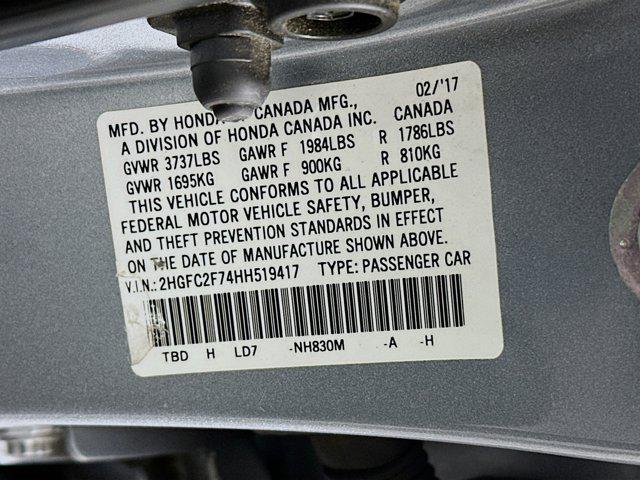 MFD. BY HONDA CANADA MFG., 02/'17
A DIVISION OF HONDA CANADA INC. CANADA
GVWR 3737LBS GAWR F 1984LBS R 1786LBS
GVWR 1695KG GAWR F 900KG R 810KG
THIS VEHICLE CONFORMS TO ALL APPLICABLE
FEDERAL MOTOR VEHICLE SAFETY, BUMPER,
AND THEFT PREVENTION STANDARDS IN EFFECT
ON THE DATE OF MANUFACTURE SHOWN ABOVE.
V.I.N.: 2HGFC2F74HH519417 TYPE: PASSENGER CAR
TBD H LD7 -NH830M -A -H